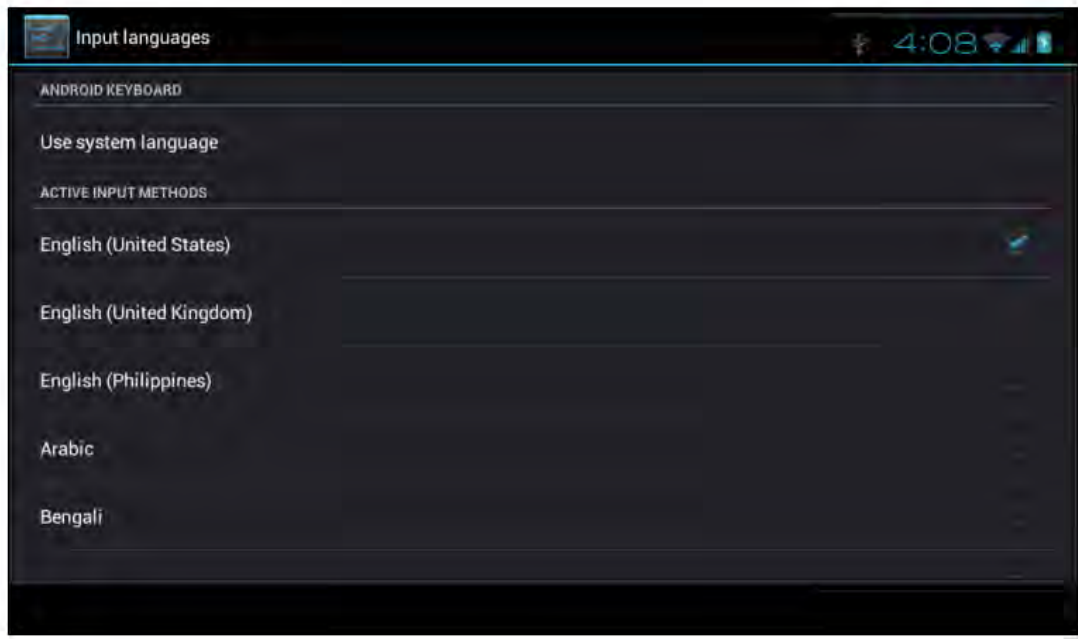 Input languages
4:08
ANDROID KEYBOARD
Use system language
ACTIVE INPUT METHODS
English (United States)
English (United Kingdom)
English (Philippines)
Arabic
Bengali